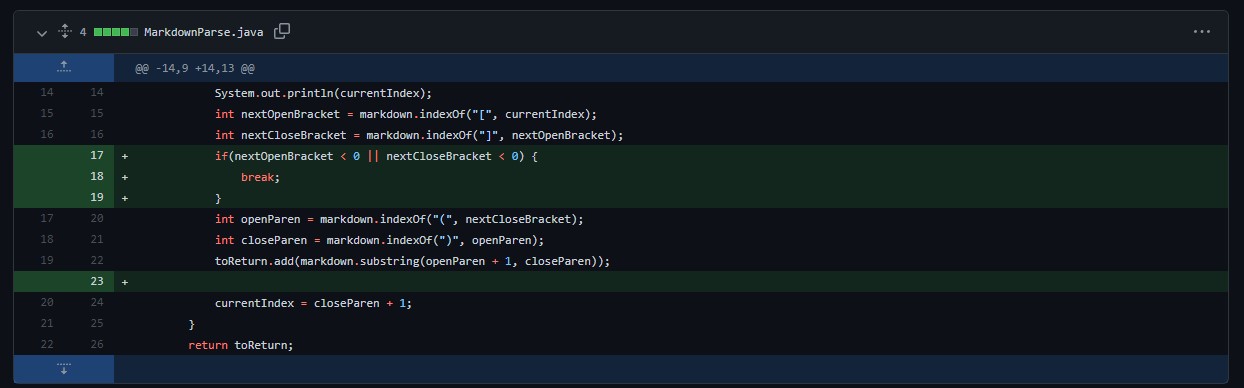 4 MarkdownParse.java
@@ -14,9 +14,13 @@
14 14 System.out.println(currentIndex);
15 15 int nextOpenBracket = markdown.indexOf("[", currentIndex);
16 16 int nextCloseBracket = markdown.indexOf("]", nextOpenBracket);
17 + if(nextOpenBracket < 0 || nextCloseBracket < 0) {
18 + break;
19 + }
17 20 int openParen = markdown.indexOf("(", nextCloseBracket);
18 21 int closeParen = markdown.indexOf(")", openParen);
19 22 toReturn.add(markdown.substring(openParen + 1, closeParen));
23 +
20 24 currentIndex = closeParen + 1;
21 25 }
22 26 return toReturn;